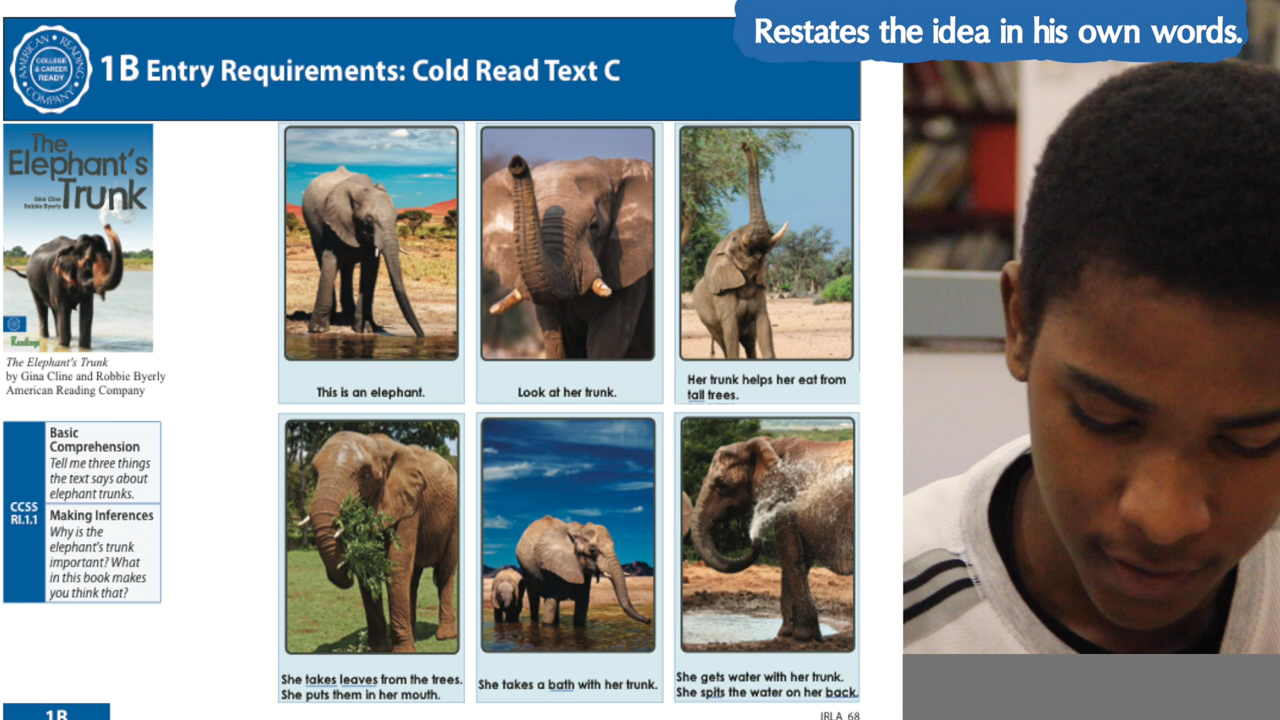 Restates the idea in his own words.
AMERICAN READING COMPANY
COLLEGE
& CAREER
READY
1B Entry Requirements: Cold Read Text C
The
Elephant's
Trunk
Gina Cline
Robbie Byerly
Readings
The Elephant's Trunk
by Gina Cline and Robbie Byerly
American Reading Company
This is an elephant.
Look at her trunk.
Her trunk helps her eat from
tall trees.
CCSS
RI.1.1
Basic
Comprehension
Tell me three things
the text says about
elephant trunks.
Making Inferences
Why is the
elephant's trunk
important? What
in this book makes
you think that?
She takes leaves from the trees.
She puts them in her mouth.
She takes a bath with her trunk.
She gets water with her trunk.
She spits the water on her back.
1B
IRLA 68